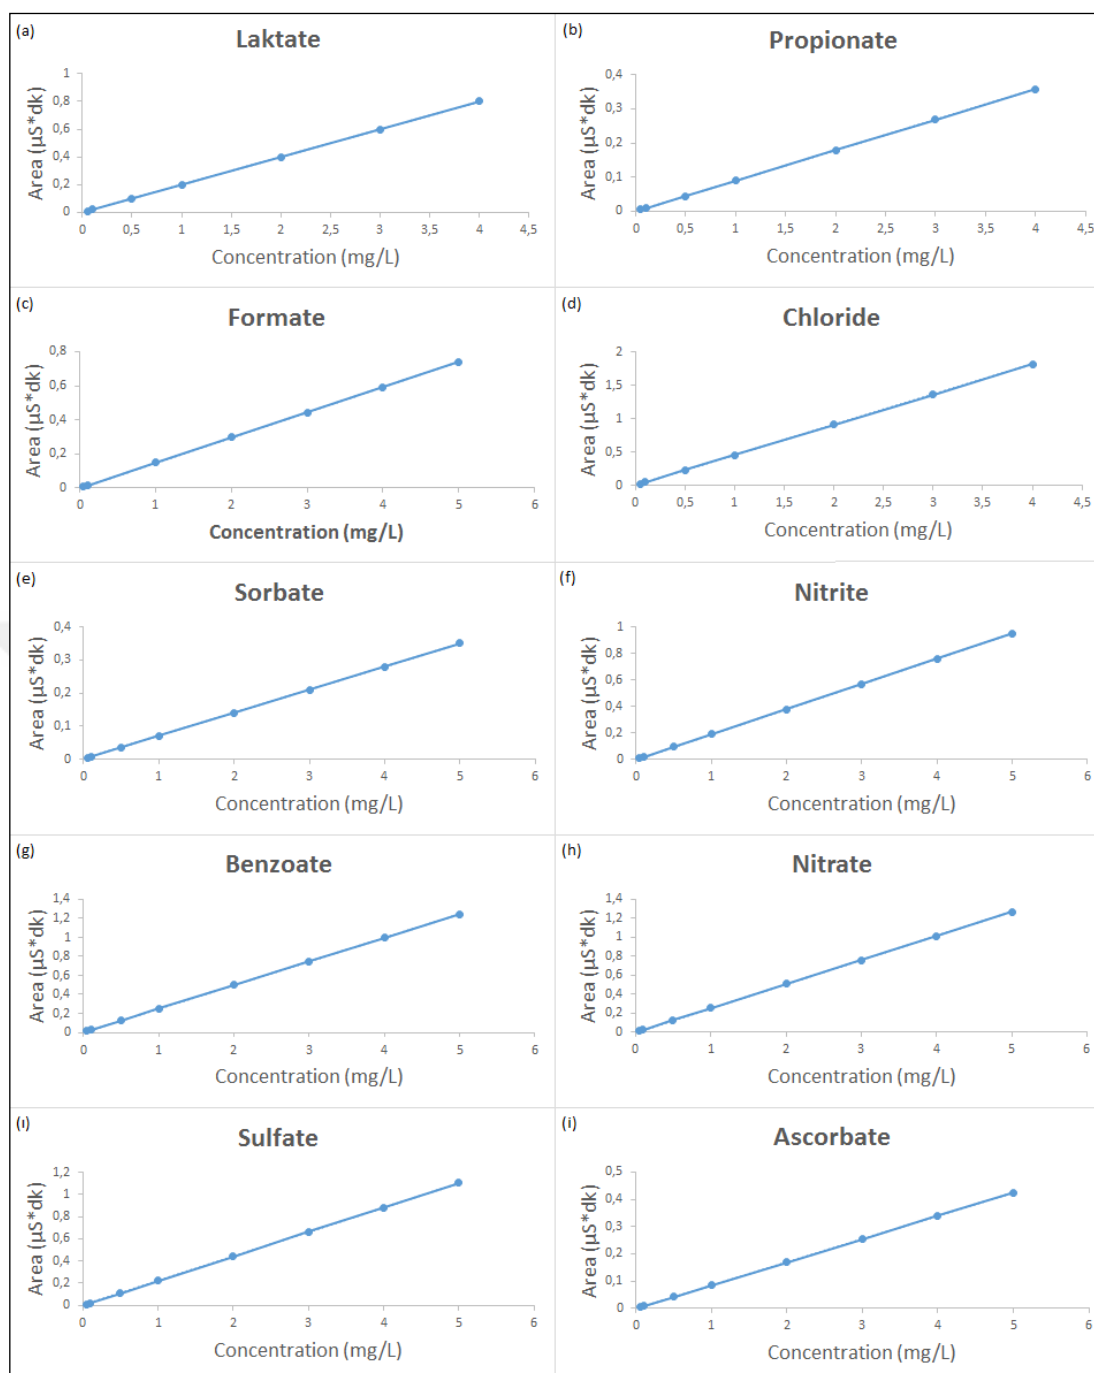 (a)
Laktate
Area (µS*dk)
1
0,8
0,6
0,4
0,2
0
0 0,5 1 1,5 2 2,5 3 3,5 4 4,5
Concentration (mg/L)
(b)
Propionate
Area (µS*dk)
0,4
0,3
0,2
0,1
0
0 0,5 1 1,5 2 2,5 3 3,5 4 4,5
Concentration (mg/L)
(c)
Formate
Area (µS*dk)
0,8
0,6
0,4
0,2
0
0 1 2 3 4 5 6
Concentration (mg/L)
(d)
Chloride
Area (µS*dk)
2
1,5
1
0,5
0
0 0,5 1 1,5 2 2,5 3 3,5 4 4,5
Concentration (mg/L)
(e)
Sorbate
Area (µS*dk)
0,4
0,3
0,2
0,1
0
0 1 2 3 4 5 6
Concentration (mg/L)
(f)
Nitrite
Area (µS*dk)
1
0,8
0,6
0,4
0,2
0
0 1 2 3 4 5 6
Concentration (mg/L)
(g)
Benzoate
Area (µS*dk)
1,4
1,2
1
0,8
0,6
0,4
0,2
0
0 1 2 3 4 5 6
Concentration (mg/L)
(h)
Nitrate
Area (µS*dk)
1,4
1,2
1
0,8
0,6
0,4
0,2
0
0 1 2 3 4 5 6
Concentration (mg/L)
(ı)
Sulfate
Area (µS*dk)
1,2
1
0,8
0,6
0,4
0,2
0
0 1 2 3 4 5 6
Concentration (mg/L)
(i)
Ascorbate
Area (µS*dk)
0,5
0,4
0,3
0,2
0,1
0
0 1 2 3 4 5 6
Concentration (mg/L)